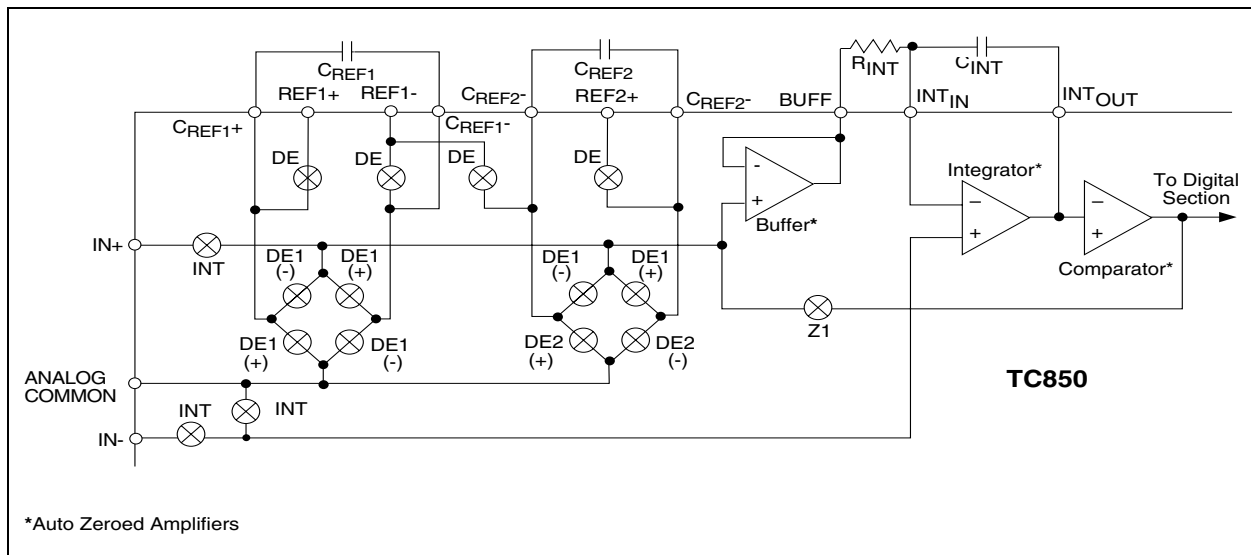 CREF1
CREF2
RINT
CINT
REF1+
REF1-
CREF2-
REF2+
CREF2-
BUFF
INTIN
INTOUT
CREF1+
CREF1-
DE
DE
DE
DE
-
+
Buffer*
Integrator*
–
+
–
+
Comparator*
To Digital
Section
IN+
INT
DE1
(-)
DE1
(+)
DE1
(-)
DE1
(+)
DE1
(+)
DE1
(-)
DE2
(+)
DE2
(-)
Z1
ANALOG
COMMON
INT
INT
IN-
TC850
*Auto Zeroed Amplifiers